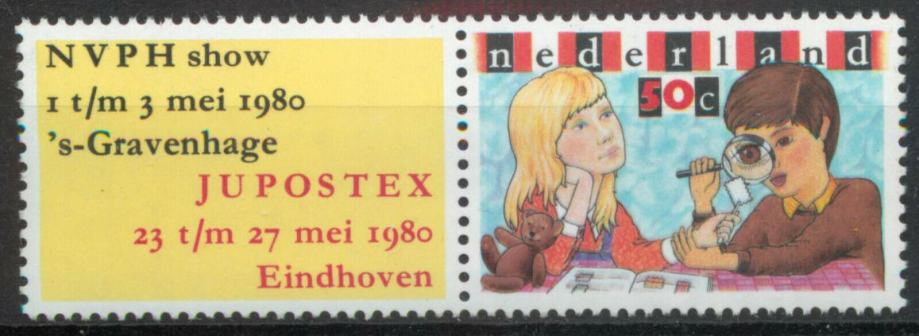 NVPH show
1 t/m 3 mei 1980
's-Gravenhage
JUPOSTEX
23 t/m 27 mei 1980
Eindhoven
nederland
50c